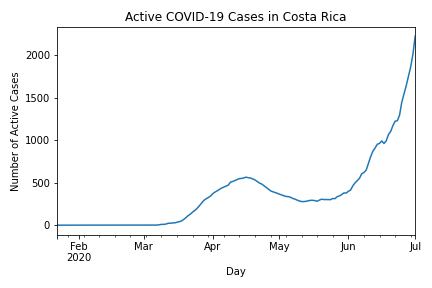 Active COVID-19 Cases in Costa Rica
Number of Active Cases
2000
1500
1000
500
0
Feb
2020
Mar
Apr
May
Jun
Jul
Day